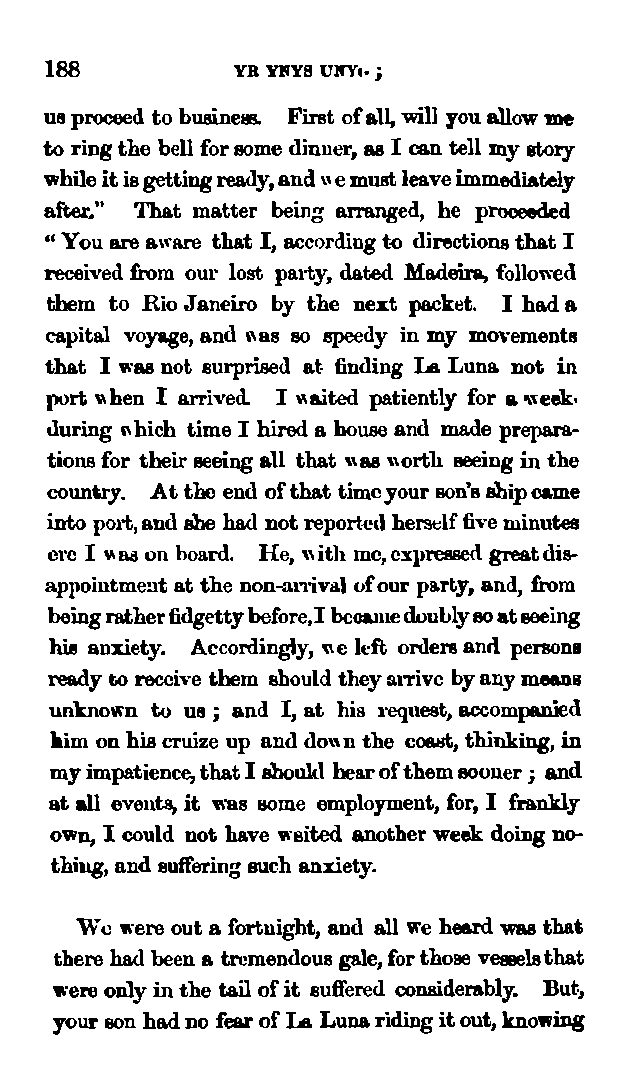 188 YR YNYS UNYL ;
us proceed to business. First of all, will you allow me
to ring the bell for some dinner, as I can tell my story
while it is getting ready, and we must leave immediately
after." That matter being arranged, he proceeded
" You are aware that I, according to directions that I
received from our lost party, dated Madeira, followed
them to Rio Janeiro by the next packet. I had a
capital voyage, and was so speedy in my movements
that I was not surprised at finding La Luna not in
port when I arrived. I waited patiently for a week
during which time I hired a house and made prepara-
tions for their seeing all that was worth seeing in the
country. At the end of that time your son's ship came
into port, and she had not reported herself five minutes
ere I was on board. He, with me, expressed great dis-
appointment at the non-arrival of our party, and, from
being rather fidgetty before, I became doubly so at seeing
his anxiety. Accordingly, we left orders and persons
ready to receive them should they arrive by any means
unknown to us ; and I, at his request, accompanied
him on his cruize up and down the coast, thinking, in
my impatience, that I should hear of them sooner ; and
at all events, it was some employment, for, I frankly
own, I could not have waited another week doing no-
thing, and suffering such anxiety.
We were out a fortnight, and all we heard was that
there had been a tremendous gale, for those vessels that
were only in the tail of it suffered considerably. But,
your son had no fear of La Luna riding it out, knowing